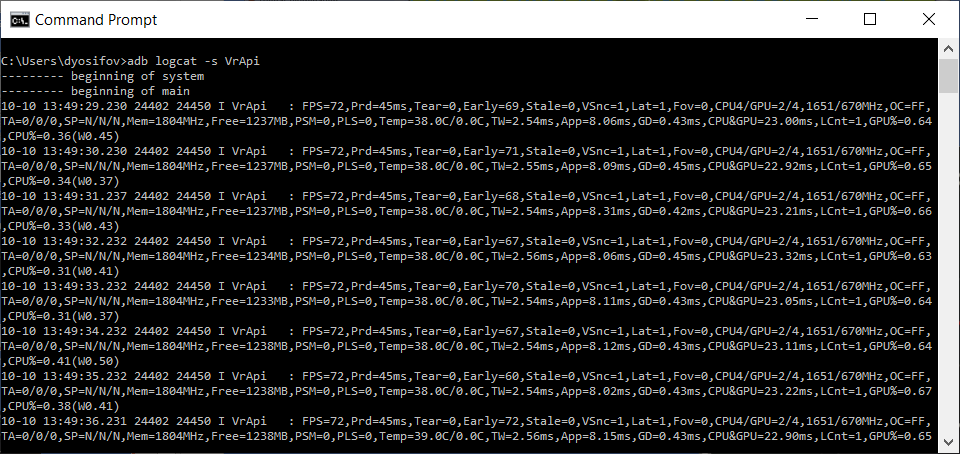 Command Prompt
C:\Users\dyosifov>adb logcat -s VrApi
--------- beginning of system
--------- beginning of main
10-10 13:49:29.230 24402 24450 I VrApi   : FPS=72,Prd=45ms,Tear=0,Early=69,Stale=0,VSnc=1,Lat=1,Fov=0,CPU4/GPU=2/4,1651/670MHz,OC=FF,
TA=0/0/0,SP=N/N/N,Mem=1804MHz,Free=1237MB,PSM=0,PLS=0,Temp=38.0C/0.0C,TW=2.54ms,App=8.06ms,GD=0.43ms,CPU&GPU=23.00ms,LCnt=1,GPU%=0.64
,CPU%=0.36(W0.45)
10-10 13:49:30.230 24402 24450 I VrApi   : FPS=72,Prd=45ms,Tear=0,Early=71,Stale=0,VSnc=1,Lat=1,Fov=0,CPU4/GPU=2/4,1651/670MHz,OC=FF,
TA=0/0/0,SP=N/N/N,Mem=1804MHz,Free=1237MB,PSM=0,PLS=0,Temp=38.0C/0.0C,TW=2.55ms,App=8.09ms,GD=0.45ms,CPU&GPU=22.92ms,LCnt=1,GPU%=0.65
,CPU%=0.34(W0.37)
10-10 13:49:31.237 24402 24450 I VrApi   : FPS=72,Prd=45ms,Tear=0,Early=68,Stale=0,VSnc=1,Lat=1,Fov=0,CPU4/GPU=2/4,1651/670MHz,OC=FF,
TA=0/0/0,SP=N/N/N,Mem=1804MHz,Free=1237MB,PSM=0,PLS=0,Temp=38.0C/0.0C,TW=2.54ms,App=8.31ms,GD=0.42ms,CPU&GPU=23.21ms,LCnt=1,GPU%=0.66
,CPU%=0.33(W0.43)
10-10 13:49:32.232 24402 24450 I VrApi   : FPS=72,Prd=45ms,Tear=0,Early=67,Stale=0,VSnc=1,Lat=1,Fov=0,CPU4/GPU=2/4,1651/670MHz,OC=FF,
TA=0/0/0,SP=N/N/N,Mem=1804MHz,Free=1234MB,PSM=0,PLS=0,Temp=38.0C/0.0C,TW=2.56ms,App=8.06ms,GD=0.45ms,CPU&GPU=23.32ms,LCnt=1,GPU%=0.63
,CPU%=0.31(W0.41)
10-10 13:49:33.232 24402 24450 I VrApi   : FPS=72,Prd=45ms,Tear=0,Early=70,Stale=0,VSnc=1,Lat=1,Fov=0,CPU4/GPU=2/4,1651/670MHz,OC=FF,
TA=0/0/0,SP=N/N/N,Mem=1804MHz,Free=1233MB,PSM=0,PLS=0,Temp=38.0C/0.0C,TW=2.54ms,App=8.11ms,GD=0.43ms,CPU&GPU=23.05ms,LCnt=1,GPU%=0.64
,CPU%=0.31(W0.37)
10-10 13:49:34.232 24402 24450 I VrApi   : FPS=72,Prd=45ms,Tear=0,Early=67,Stale=0,VSnc=1,Lat=1,Fov=0,CPU4/GPU=2/4,1651/670MHz,OC=FF,
TA=0/0/0,SP=N/N/N,Mem=1804MHz,Free=1238MB,PSM=0,PLS=0,Temp=38.0C/0.0C,TW=2.54ms,App=8.12ms,GD=0.43ms,CPU&GPU=23.11ms,LCnt=1,GPU%=0.64
,CPU%=0.41(W0.50)
10-10 13:49:35.232 24402 24450 I VrApi   : FPS=72,Prd=45ms,Tear=0,Early=60,Stale=0,VSnc=1,Lat=1,Fov=0,CPU4/GPU=2/4,1651/670MHz,OC=FF,
TA=0/0/0,SP=N/N/N,Mem=1804MHz,Free=1238MB,PSM=0,PLS=0,Temp=38.0C/0.0C,TW=2.54ms,App=8.02ms,GD=0.43ms,CPU&GPU=23.22ms,LCnt=1,GPU%=0.67
,CPU%=0.38(W0.41)
10-10 13:49:36.231 24402 24450 I VrApi   : FPS=72,Prd=45ms,Tear=0,Early=72,Stale=0,VSnc=1,Lat=1,Fov=0,CPU4/GPU=2/4,1651/670MHz,OC=FF,
TA=0/0/0,SP=N/N/N,Mem=1804MHz,Free=1238MB,PSM=0,PLS=0,Temp=39.0C/0.0C,TW=2.56ms,App=8.15ms,GD=0.43ms,CPU&GPU=22.90ms,LCnt=1,GPU%=0.65